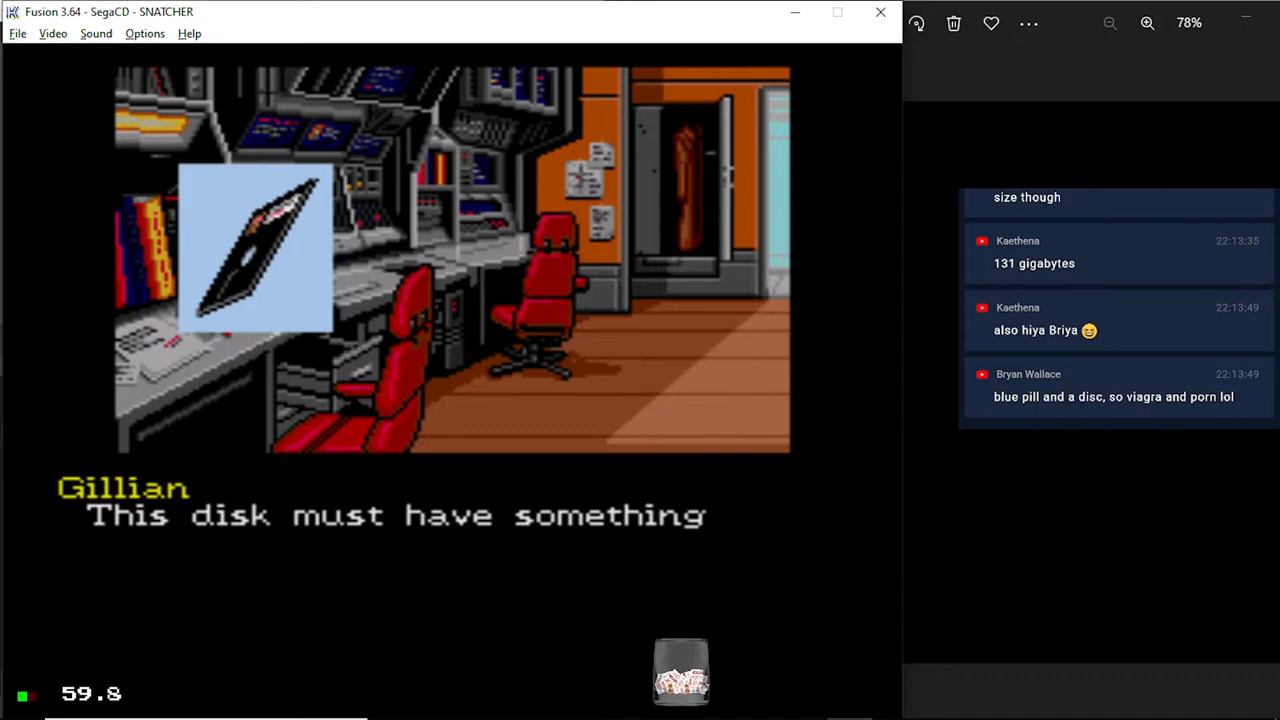 Fusion 3.64 - SegaCD - SNATCHER
File Video Sound Options Help
78%
size though
Kaethena 22:13:35
131 gigabytes
Kaethena 22:13:49
also hiya Briya 😆
Bryan Wallace 22:13:49
blue pill and a disc, so viagra and porn lol
Gillian
This disk must have something
59.8